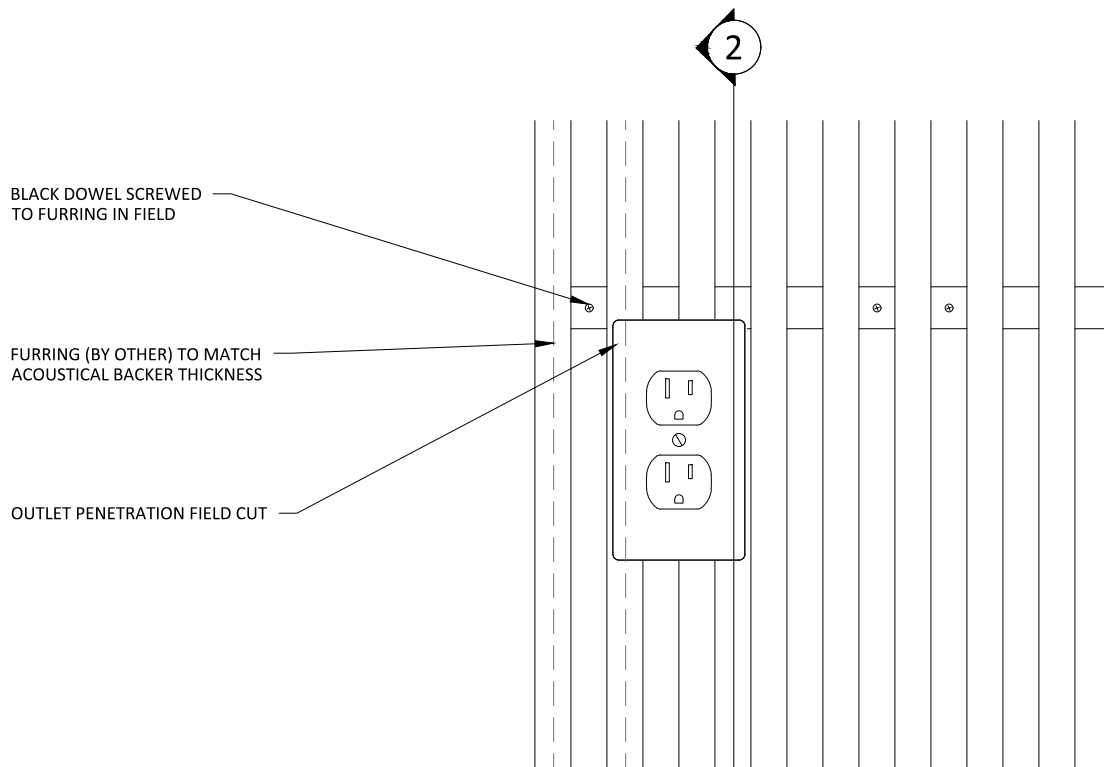 2
BLACK DOWEL SCREWED
TO FURRING IN FIELD
FURRING (BY OTHER) TO MATCH
ACOUSTICAL BACKER THICKNESS
OUTLET PENETRATION FIELD CUT